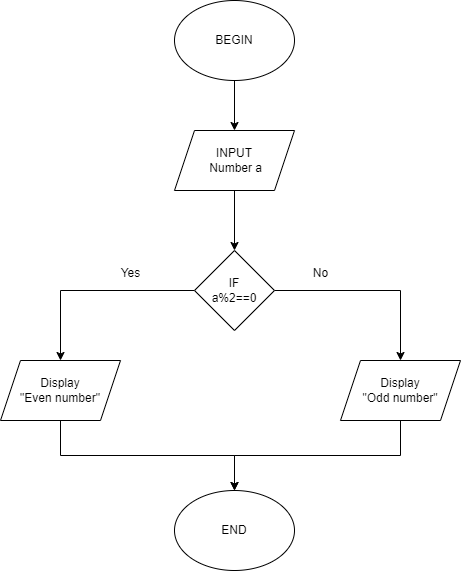 BEGIN
INPUT
Number a
IF
a%2==0
Yes
No
Display
"Even number"
Display
"Odd number"
END